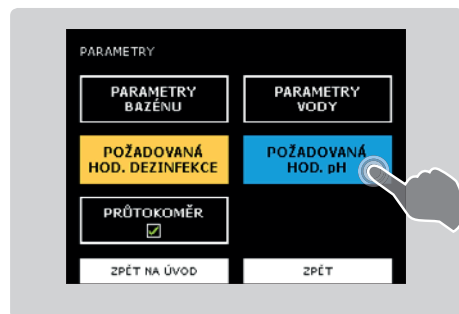 PARAMETRY
PARAMETRY
BAZÉNU
PARAMETRY
VODY
POŽADOVANÁ
HOD. DEZINFEKCE
POŽADOVANÁ
HOD. pH
PRŮTOKOMĚR
ZPĚT NA ÚVOD
ZPĚT